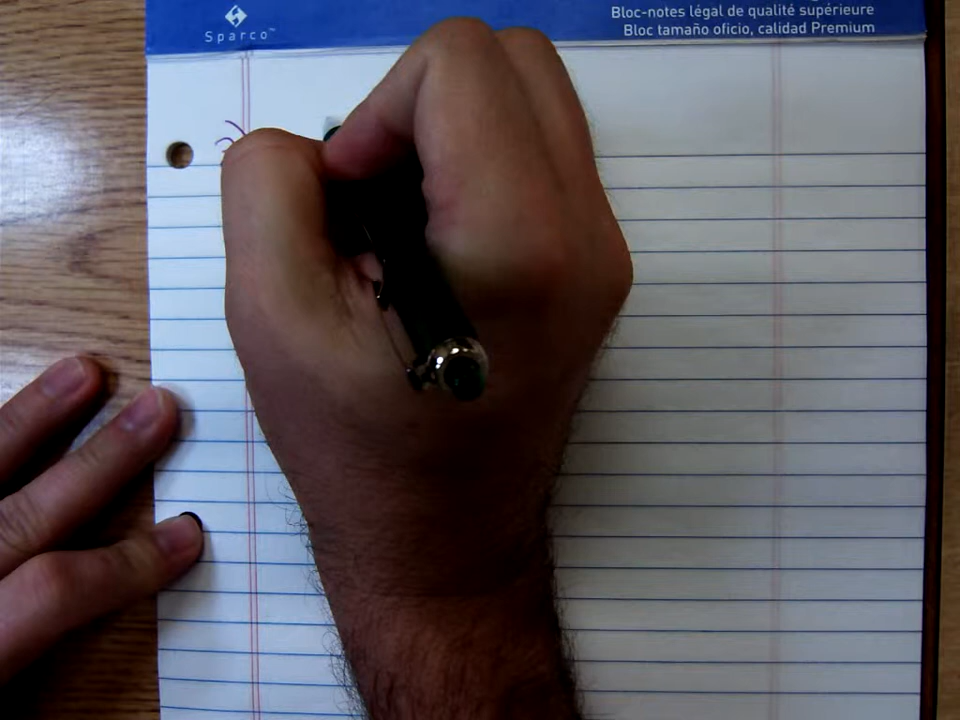 Sparco™
Bloc-notes légal de qualité supérieure
Bloc tamaño oficio, calidad Premium